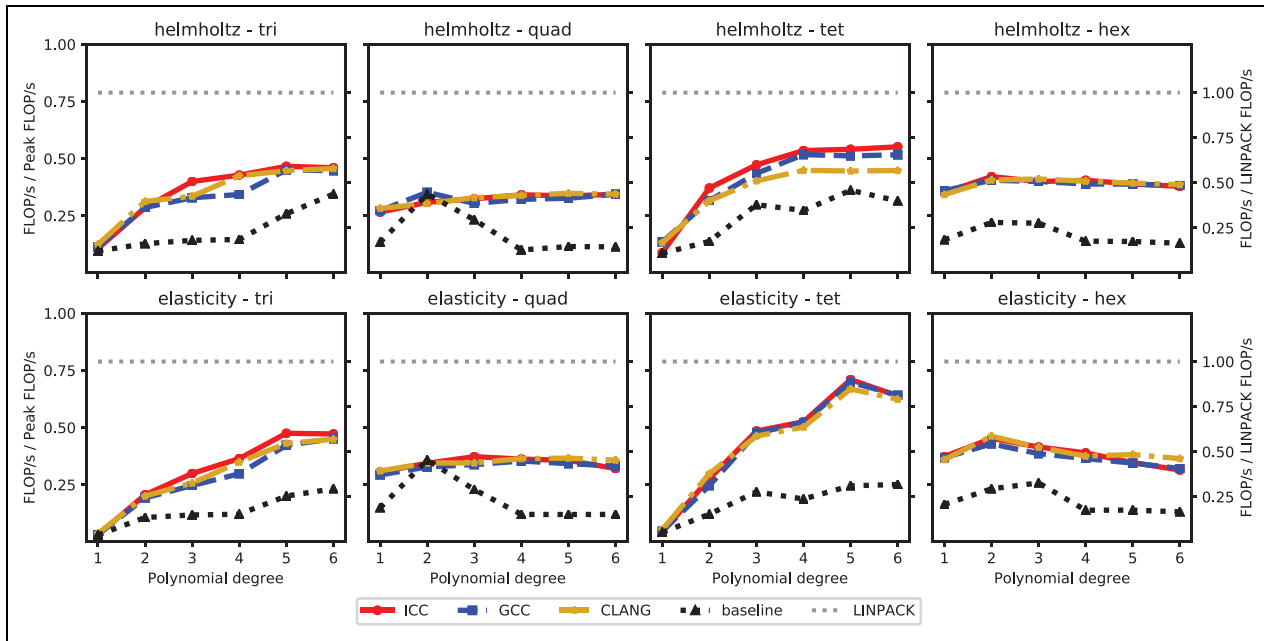 helmholtz - tri
helmholtz - quad
helmholtz - tet
helmholtz - hex
1.00
0.75
0.50
0.25
FLOP/s / Peak FLOP/s
1.00
0.75
0.50
0.25
FLOP/s / LINPACK FLOP/s
elasticity - tri
elasticity - quad
elasticity - tet
elasticity - hex
1.00
0.75
0.50
0.25
FLOP/s / Peak FLOP/s
1.00
0.75
0.50
0.25
FLOP/s / LINPACK FLOP/s
1 2 3 4 5 6
1 2 3 4 5 6
1 2 3 4 5 6
1 2 3 4 5 6
Polynomial degree
Polynomial degree
Polynomial degree
Polynomial degree
ICC GCC CLANG baseline LINPACK